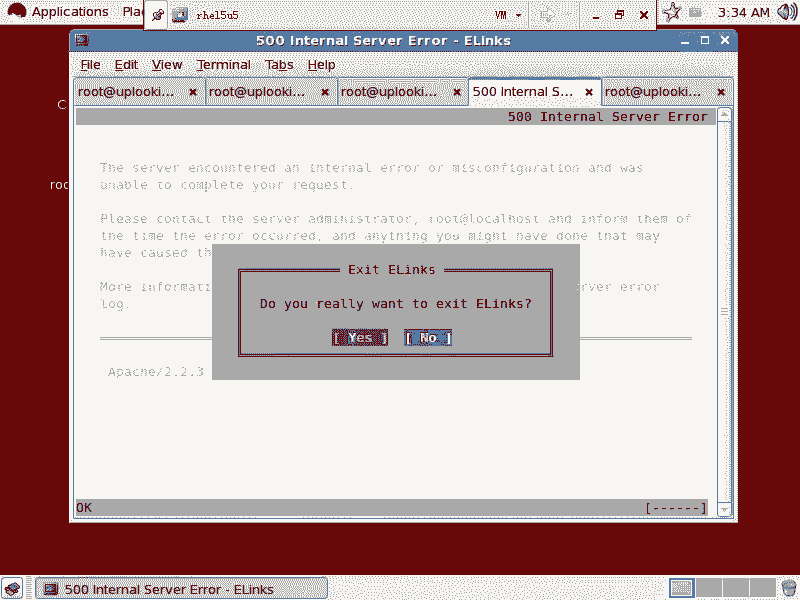 Applications Pla
rhel5u5
VM
3:34 AM
500 Internal Server Error - ELinks
File Edit View Terminal Tabs Help
root@uplooki... root@uplooki... root@uplooki... 500 Internal S... root@uplooki...
500 Internal Server Error
C
The server encountered an internal error or misconfiguration and was
unable to complete your request.
roo
Please contact the server administrator, root@localhost and inform them of
the time the error occurred, and anything you might have done that may
have caused th
Exit ELinks
More informati rver error
log.
Do you really want to exit ELinks?
[ Yes ] [ No ]
Apache/2.2.3
OK [------]
500 Internal Server Error - ELinks